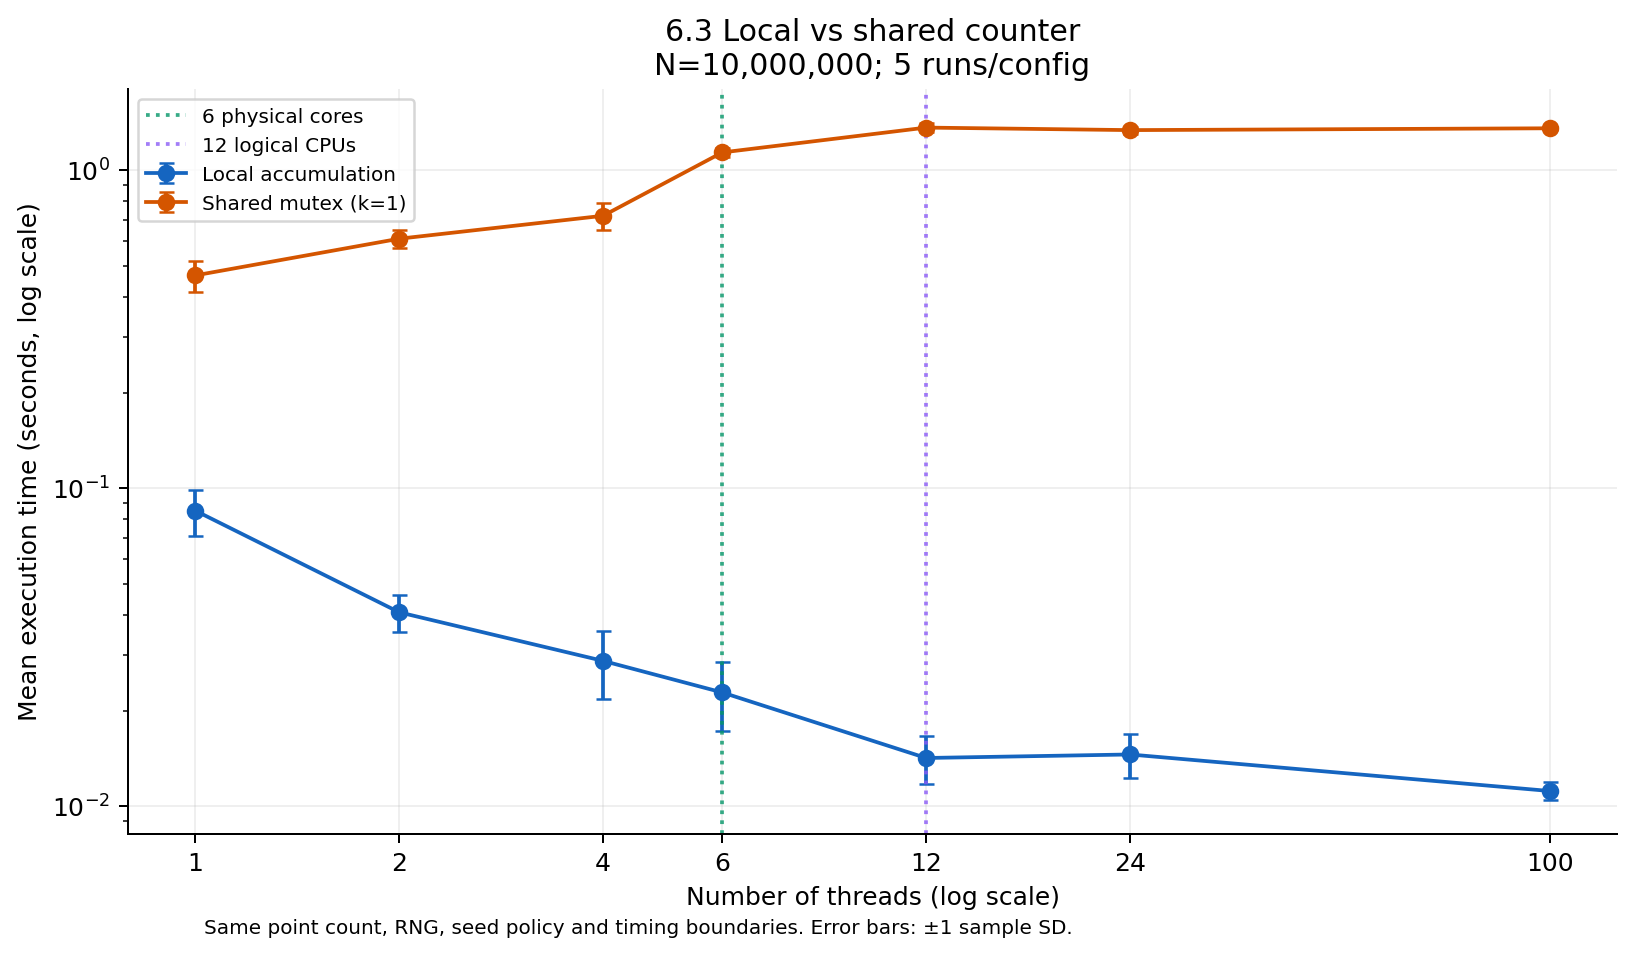 6.3 Local vs shared counter
N=10,000,000; 5 runs/config
6 physical cores
12 logical CPUs
Local accumulation
Shared mutex (k=1)
Mean execution time (seconds, log scale)
10⁰
10⁻¹
10⁻²
1 2 4 6 12 24 100
Number of threads (log scale)
Same point count, RNG, seed policy and timing boundaries. Error bars: ±1 sample SD.